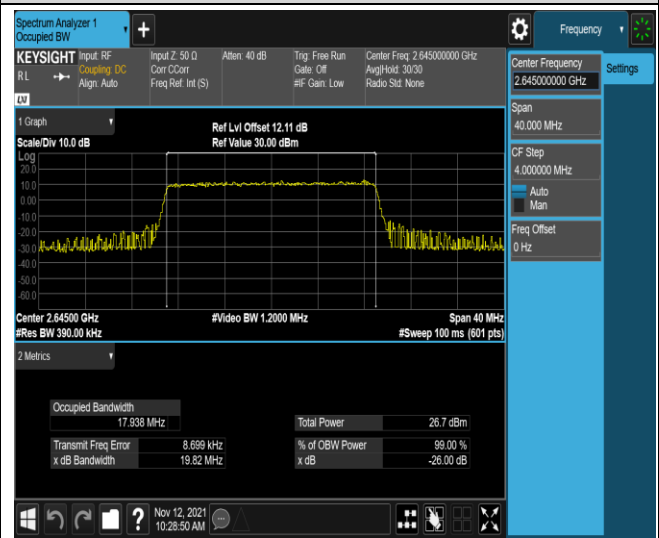 Spectrum Analyzer 1
Occupied BW
+
Frequency
KEYSIGHT
RL
Input: RF
Coupling: DC
Align: Auto
Input Z: 50 Ω
Corr CCorr
Freq Ref: Int (S)
Atten: 40 dB
Trig: Free Run
Gate: Off
#IF Gain: Low
Center Freq: 2.645000000 GHz
Avg|Hold: 30/30
Radio Std: None
Center Frequency
2.645000000 GHz
Settings
Span
40.000 MHz
CF Step
4.000000 MHz
Auto
Man
Freq Offset
0 Hz
1 Graph
Scale/Div 10.0 dB
Ref Lvl Offset 12.11 dB
Ref Value 30.00 dBm
Log
20.0
10.0
0.00
-10.0
-20.0
-30.0
-40.0
-50.0
-60.0
Center 2.64500 GHz
#Video BW 1.2000 MHz
Span 40 MHz
#Res BW 390.00 kHz
#Sweep 100 ms (601 pts)
2 Metrics
Occupied Bandwidth
17.938 MHz
Total Power 26.7 dBm
Transmit Freq Error 8.699 kHz
% of OBW Power 99.00 %
x dB Bandwidth 19.82 MHz
x dB -26.00 dB
?
Nov 12, 2021
10:28:50 AM